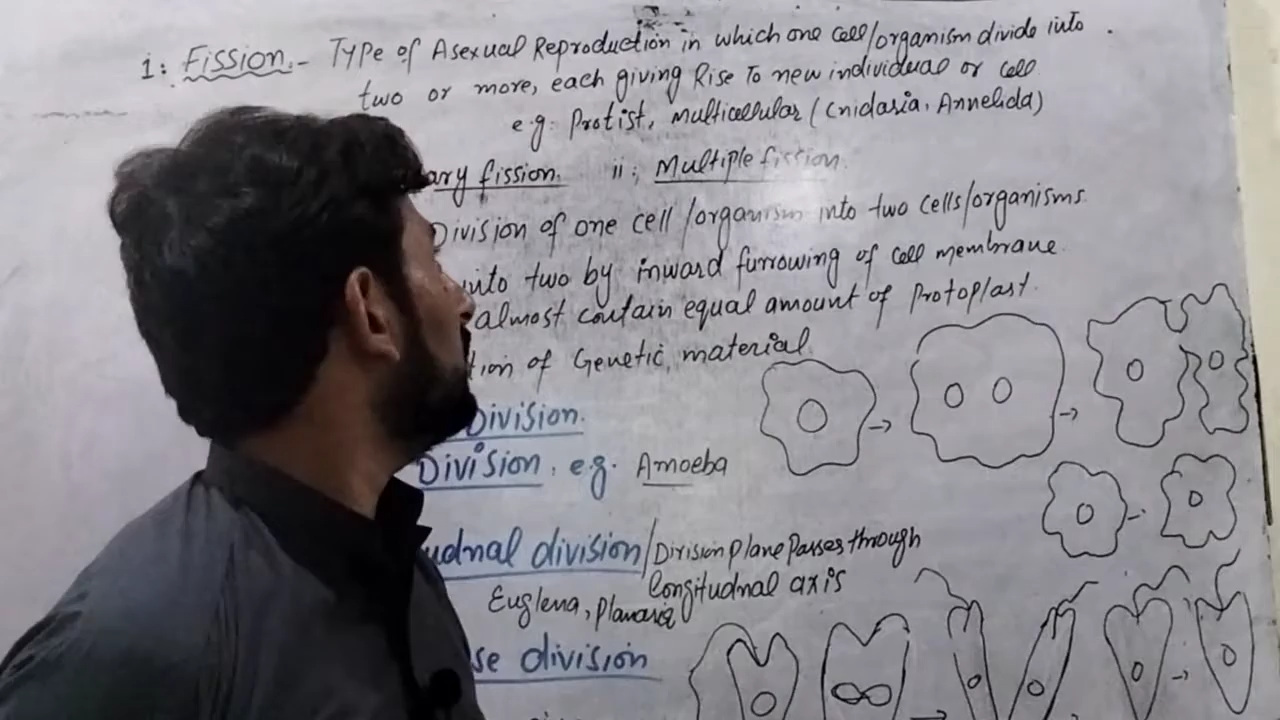 1: Fission.- Type of Asexual Reproduction in which one cell/organism divide into
two or more, each giving Rise To new individual or cell
e.g: Protist, Multicellular (Cnidaria, Annelida)
ary fission. ii; Multiple fission.
Division of one cell/organism into two cells/organisms.
into two by inward furrowing of cell membrane.
almost contain equal amount of Protoplast.
tion of Genetic material.
Division.
Division. e.g. Amoeba
udnal division/Division plane Passes through
longitudnal axis
Euglena, Planaria
se division